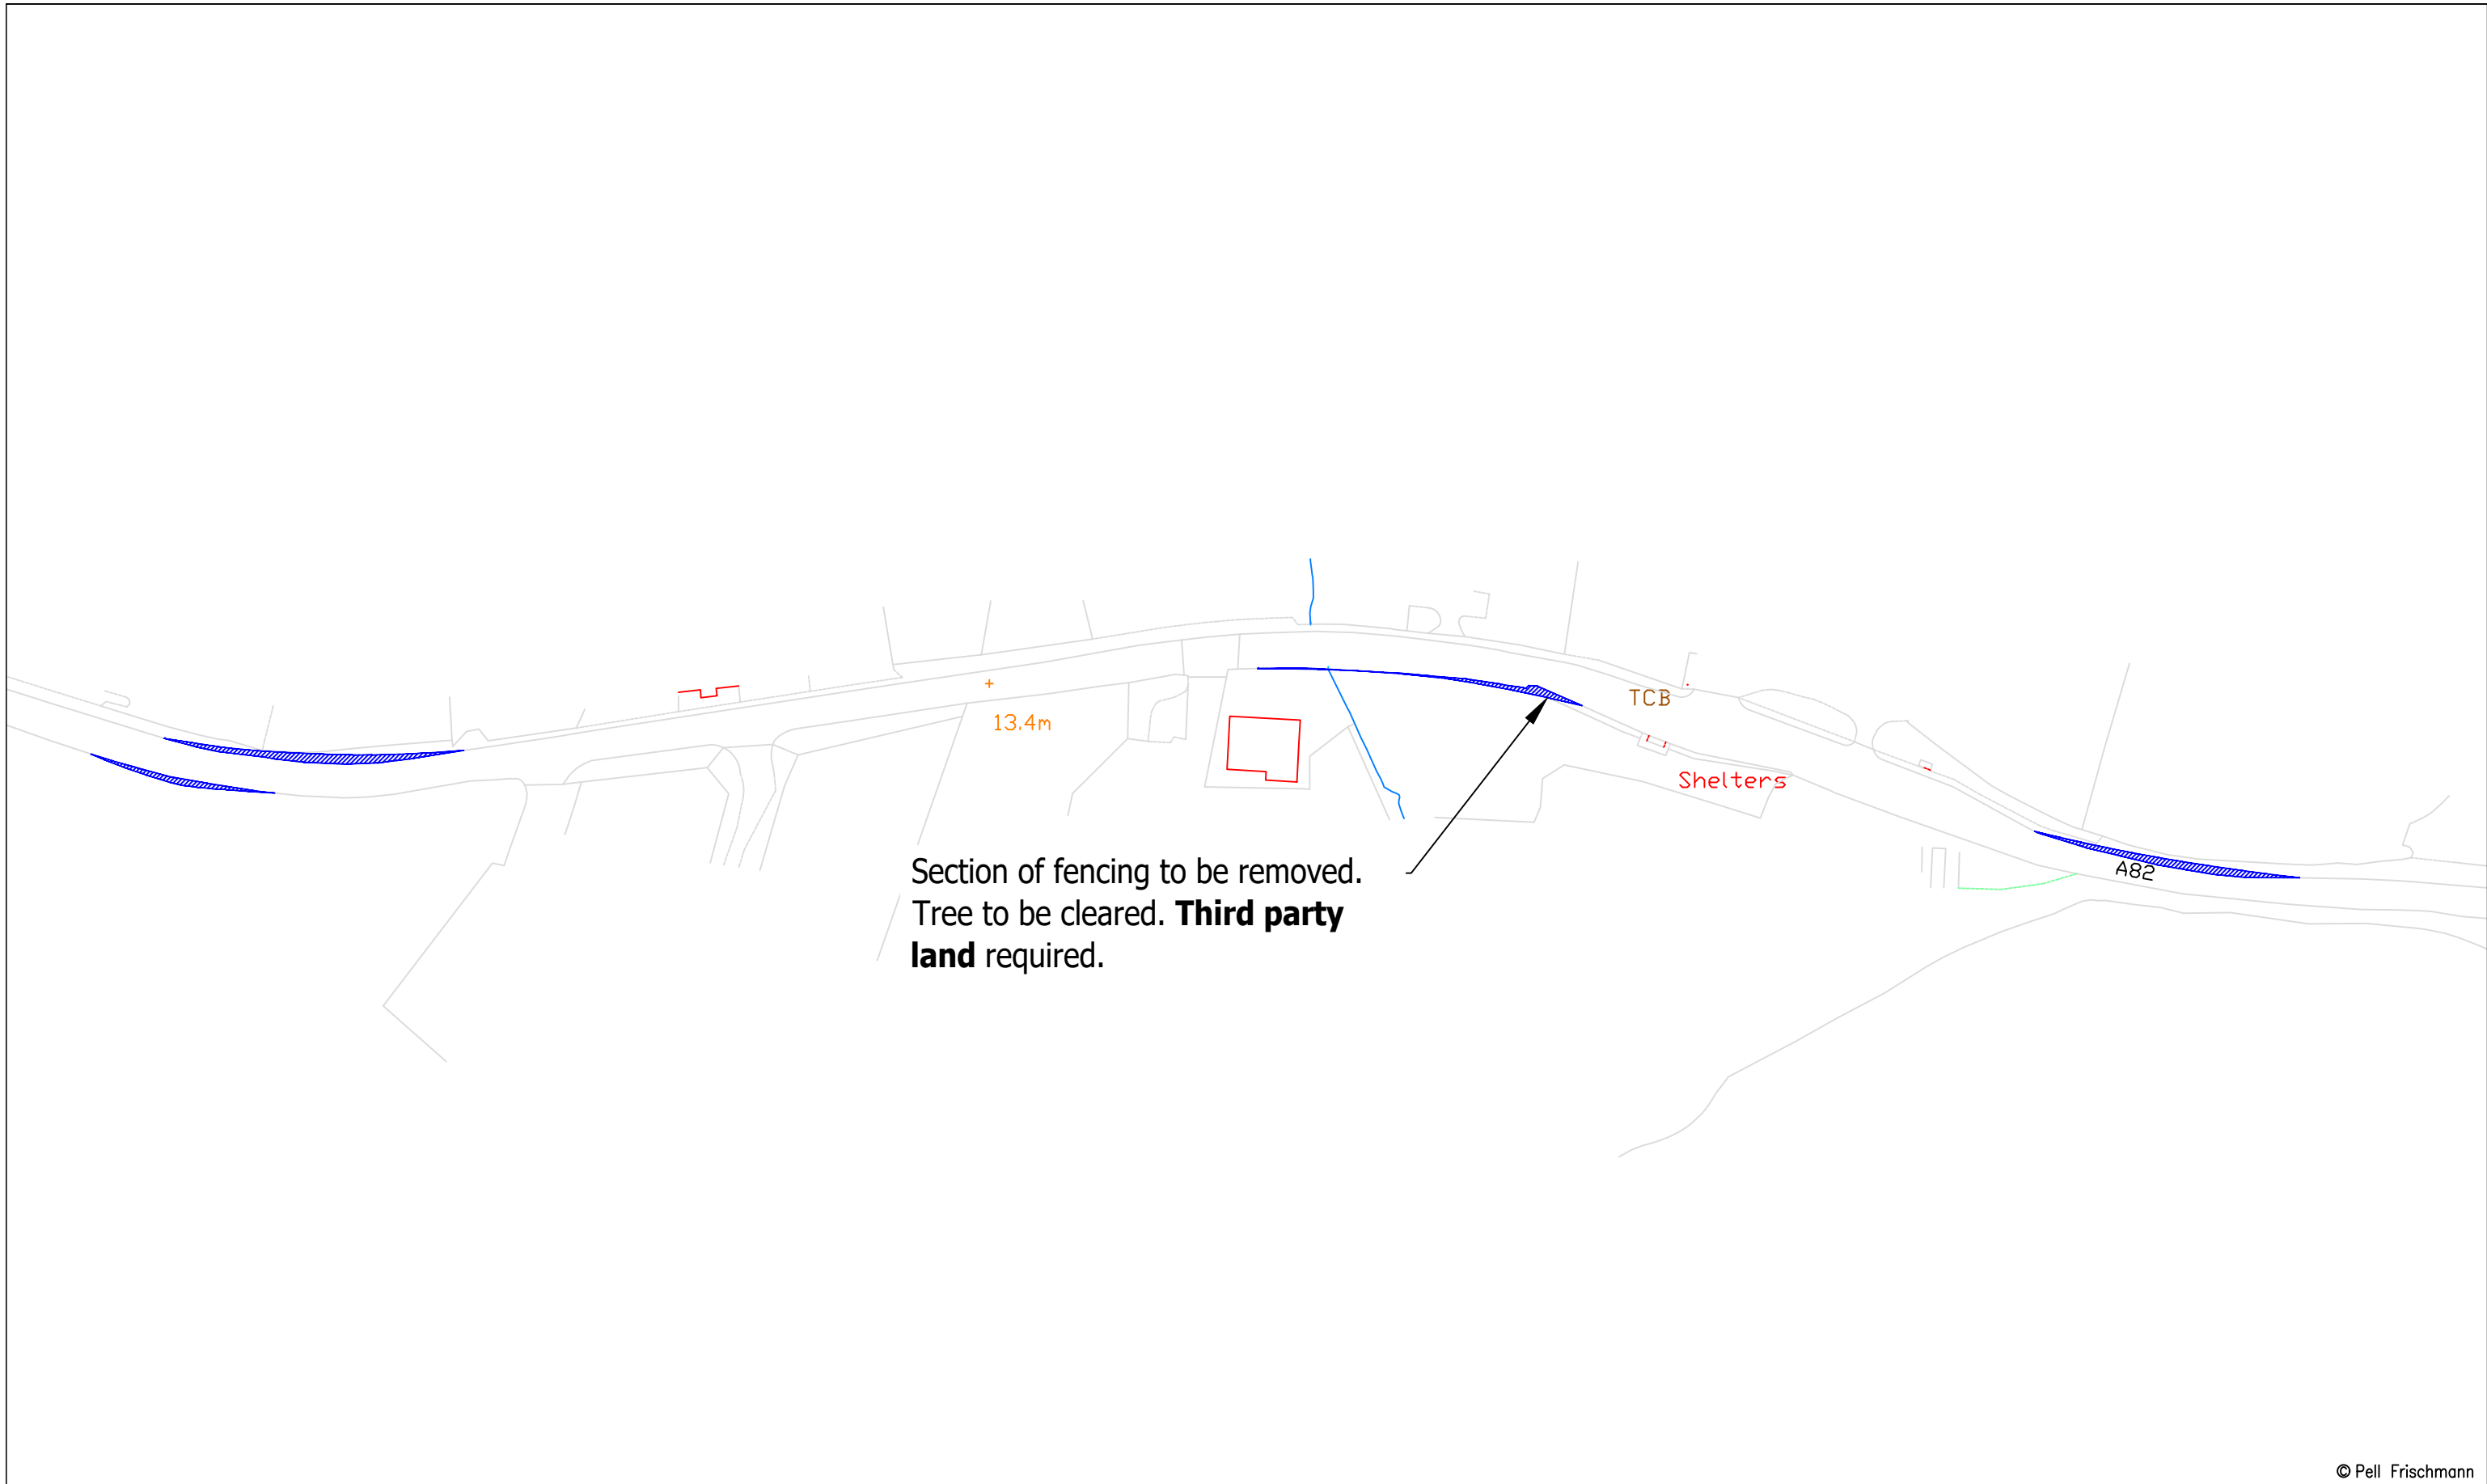 TCB
13.4m
Shelters
A82
Section of fencing to be removed.
Tree to be cleared. Third party
land required.
© Pell Frischmann